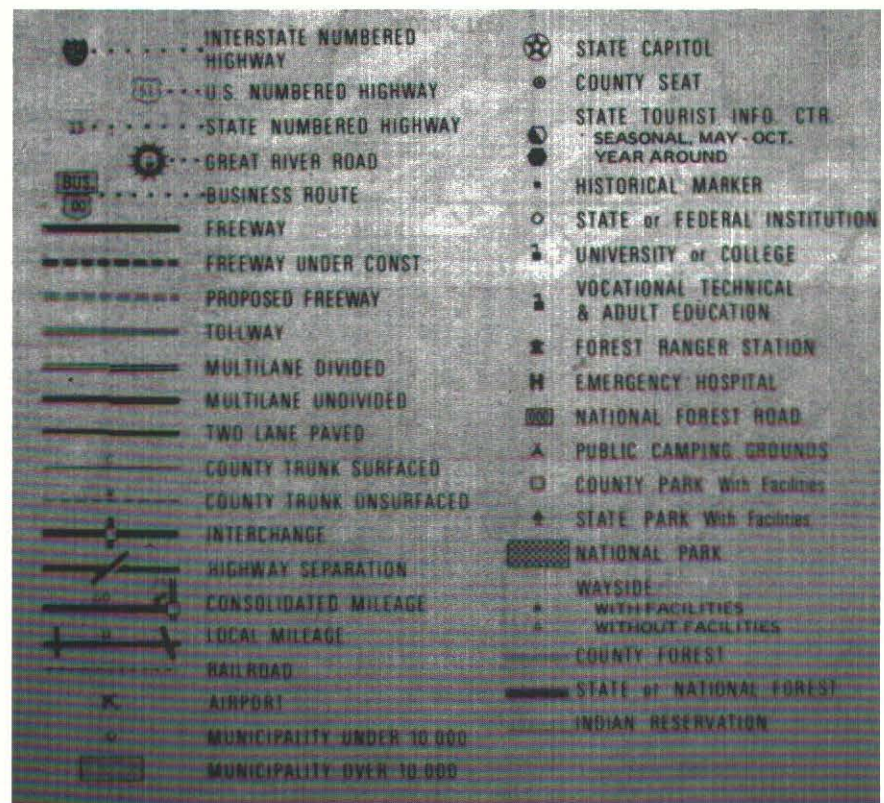 INTERSTATE NUMBERED
HIGHWAY
51
U.S. NUMBERED HIGHWAY
STATE NUMBERED HIGHWAY
GREAT RIVER ROAD
BUS.
BUSINESS ROUTE
FREEWAY
FREEWAY UNDER CONST.
PROPOSED FREEWAY
TOLLWAY
MULTILANE DIVIDED
MULTILANE UNDIVIDED
TWO LANE PAVED
COUNTY TRUNK SURFACED
COUNTY TRUNK UNSURFACED
INTERCHANGE
HIGHWAY SEPARATION
CONSOLIDATED MILEAGE
LOCAL MILEAGE
RAILROAD
AIRPORT
MUNICIPALITY UNDER 10,000
MUNICIPALITY OVER 10,000
STATE CAPITOL
COUNTY SEAT
STATE TOURIST INFO. CTR.
SEASONAL, MAY - OCT.
YEAR AROUND
HISTORICAL MARKER
STATE or FEDERAL INSTITUTION
UNIVERSITY or COLLEGE
VOCATIONAL TECHNICAL
& ADULT EDUCATION
FOREST RANGER STATION
H EMERGENCY HOSPITAL
NATIONAL FOREST ROAD
PUBLIC CAMPING GROUNDS
COUNTY PARK With Facilities
STATE PARK With Facilities
NATIONAL PARK
WAYSIDE
WITH FACILITIES
WITHOUT FACILITIES
COUNTY FOREST
STATE or NATIONAL FOREST
INDIAN RESERVATION